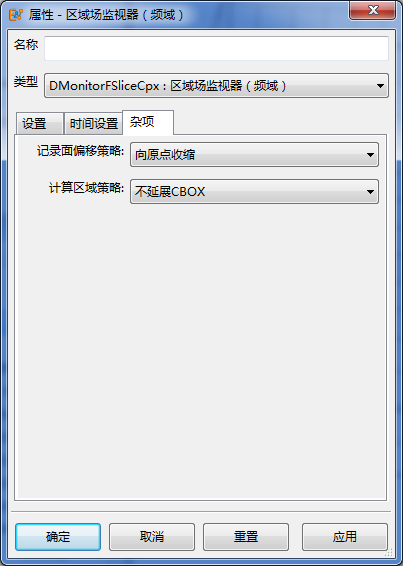 属性 - 区域场监视器（频域）
名称
类型 DMonitorFSliceCpx : 区域场监视器（频域）
设置 时间设置 杂项
记录面偏移策略: 向原点收缩
计算区域策略: 不延展CBOX
确定 取消 重置 应用